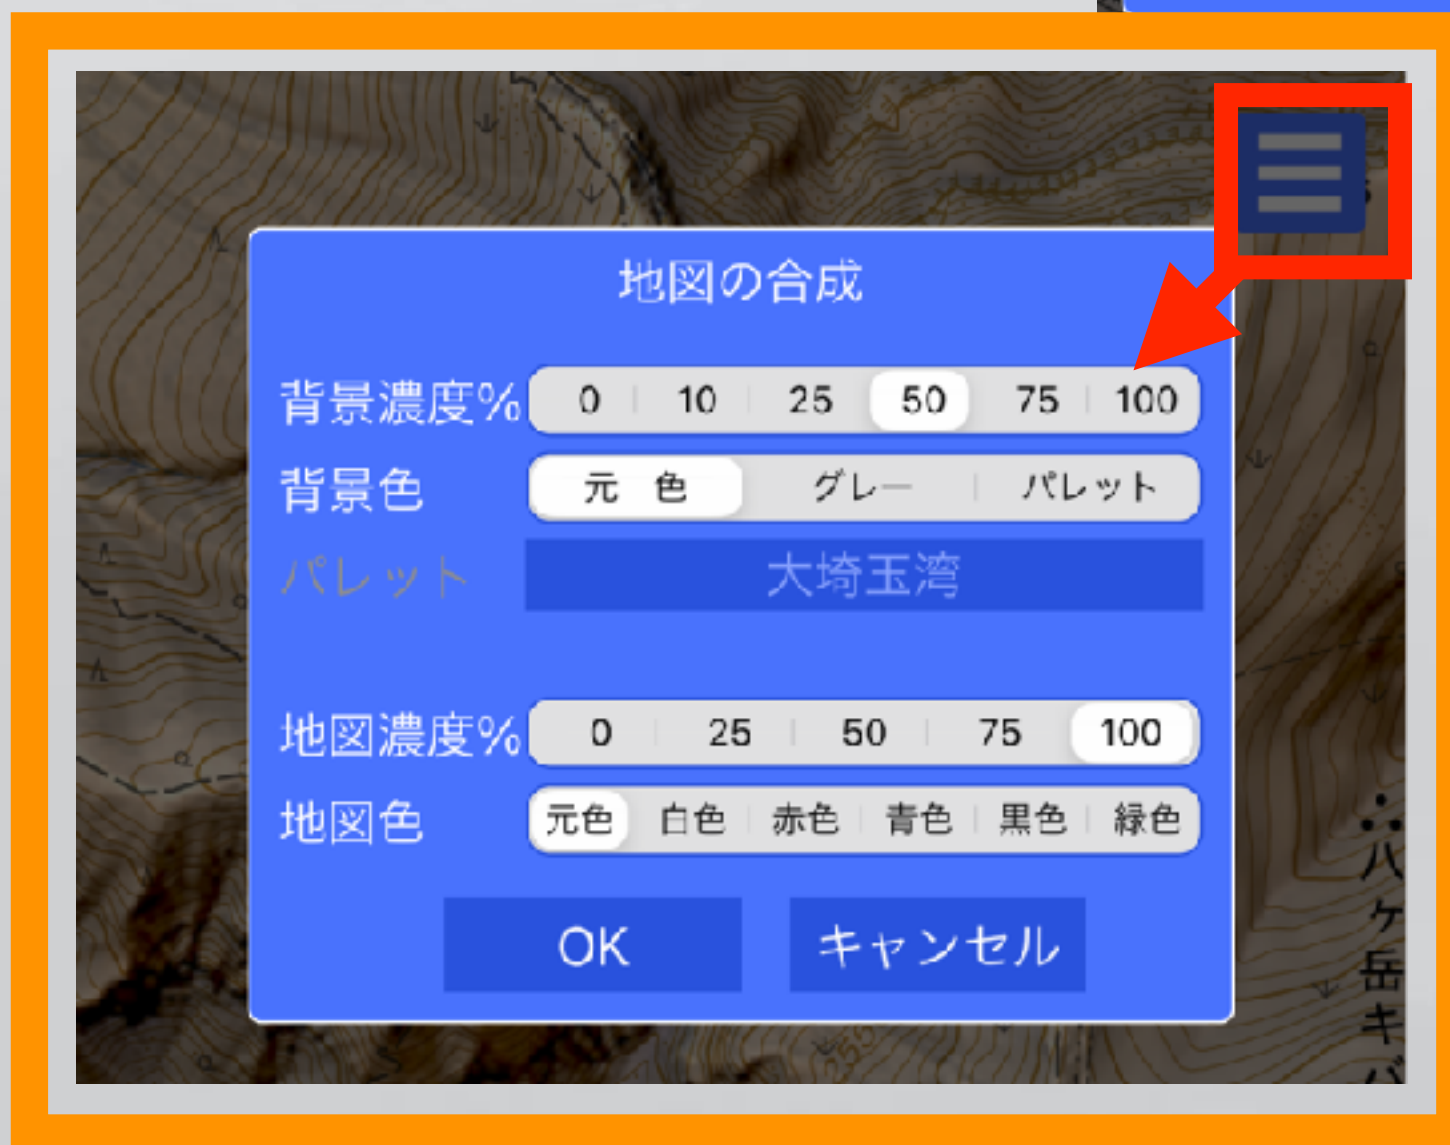 地図の合成
背景濃度% 0 10 25 50 75 100
背景色 元 色 グレー パレット
パレット 大埼玉湾
地図濃度% 0 25 50 75 100
地図色 元色 白色 赤色 青色 黒色 緑色
OK キャンセル
八ケ岳キ